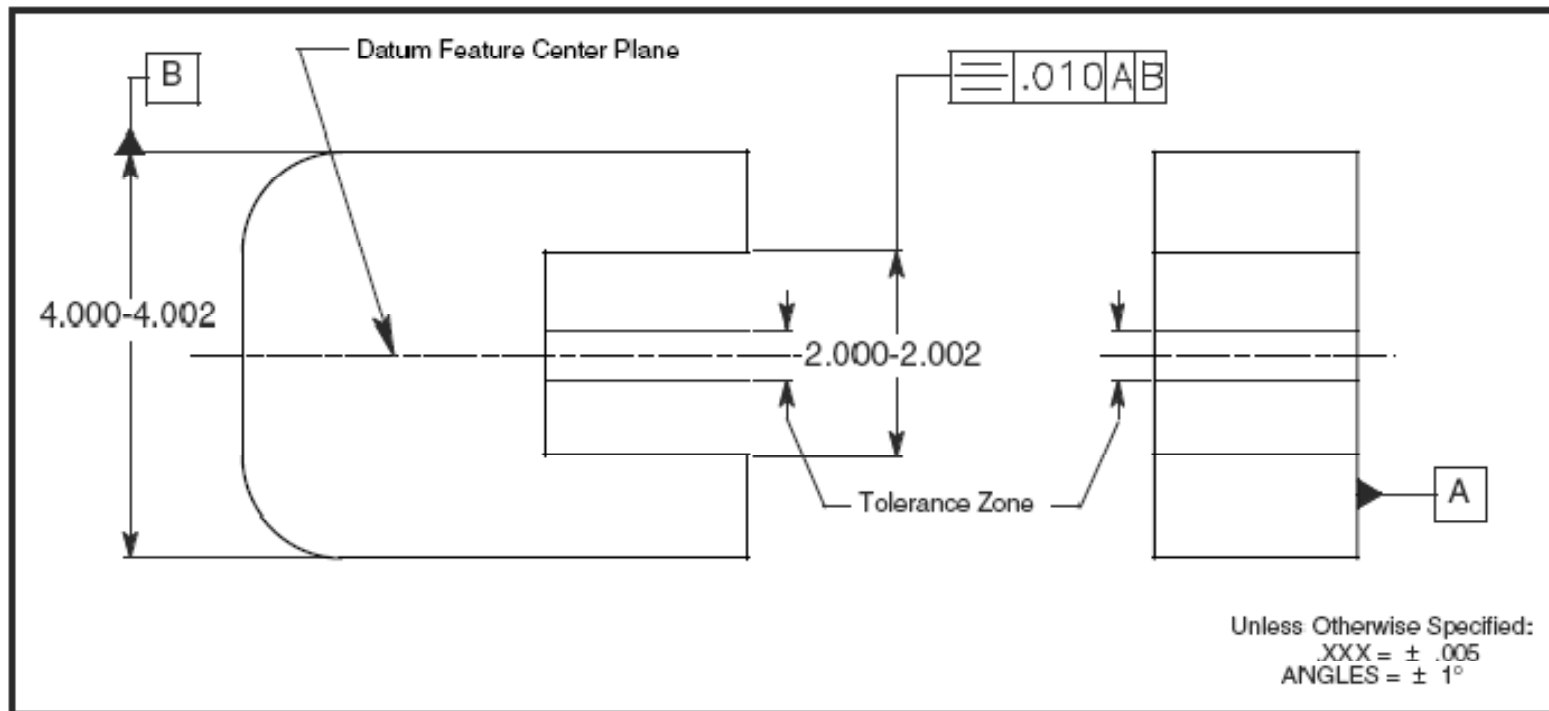 Datum Feature Center Plane
B
.010 A B
4.000-4.002
2.000-2.002
Tolerance Zone
A
Unless Otherwise Specified:
.XXX = ± .005
ANGLES = ± 1°